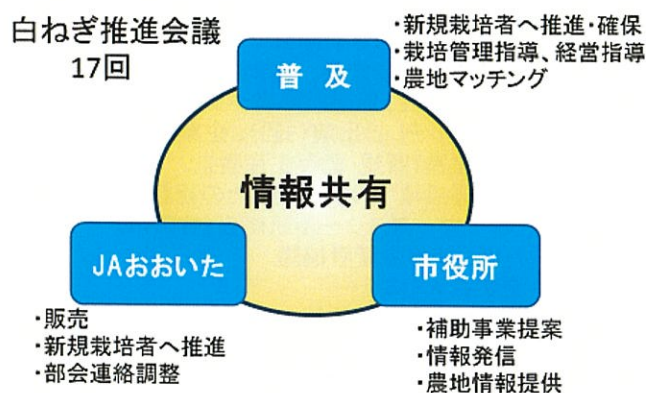 白ねぎ推進会議
17回
普 及
・新規栽培者へ推進・確保
・栽培管理指導、経営指導
・農地マッチング
情報共有
JAおおいた
市役所
・販売
・新規栽培者へ推進
・部会連絡調整
・補助事業提案
・情報発信
・農地情報提供